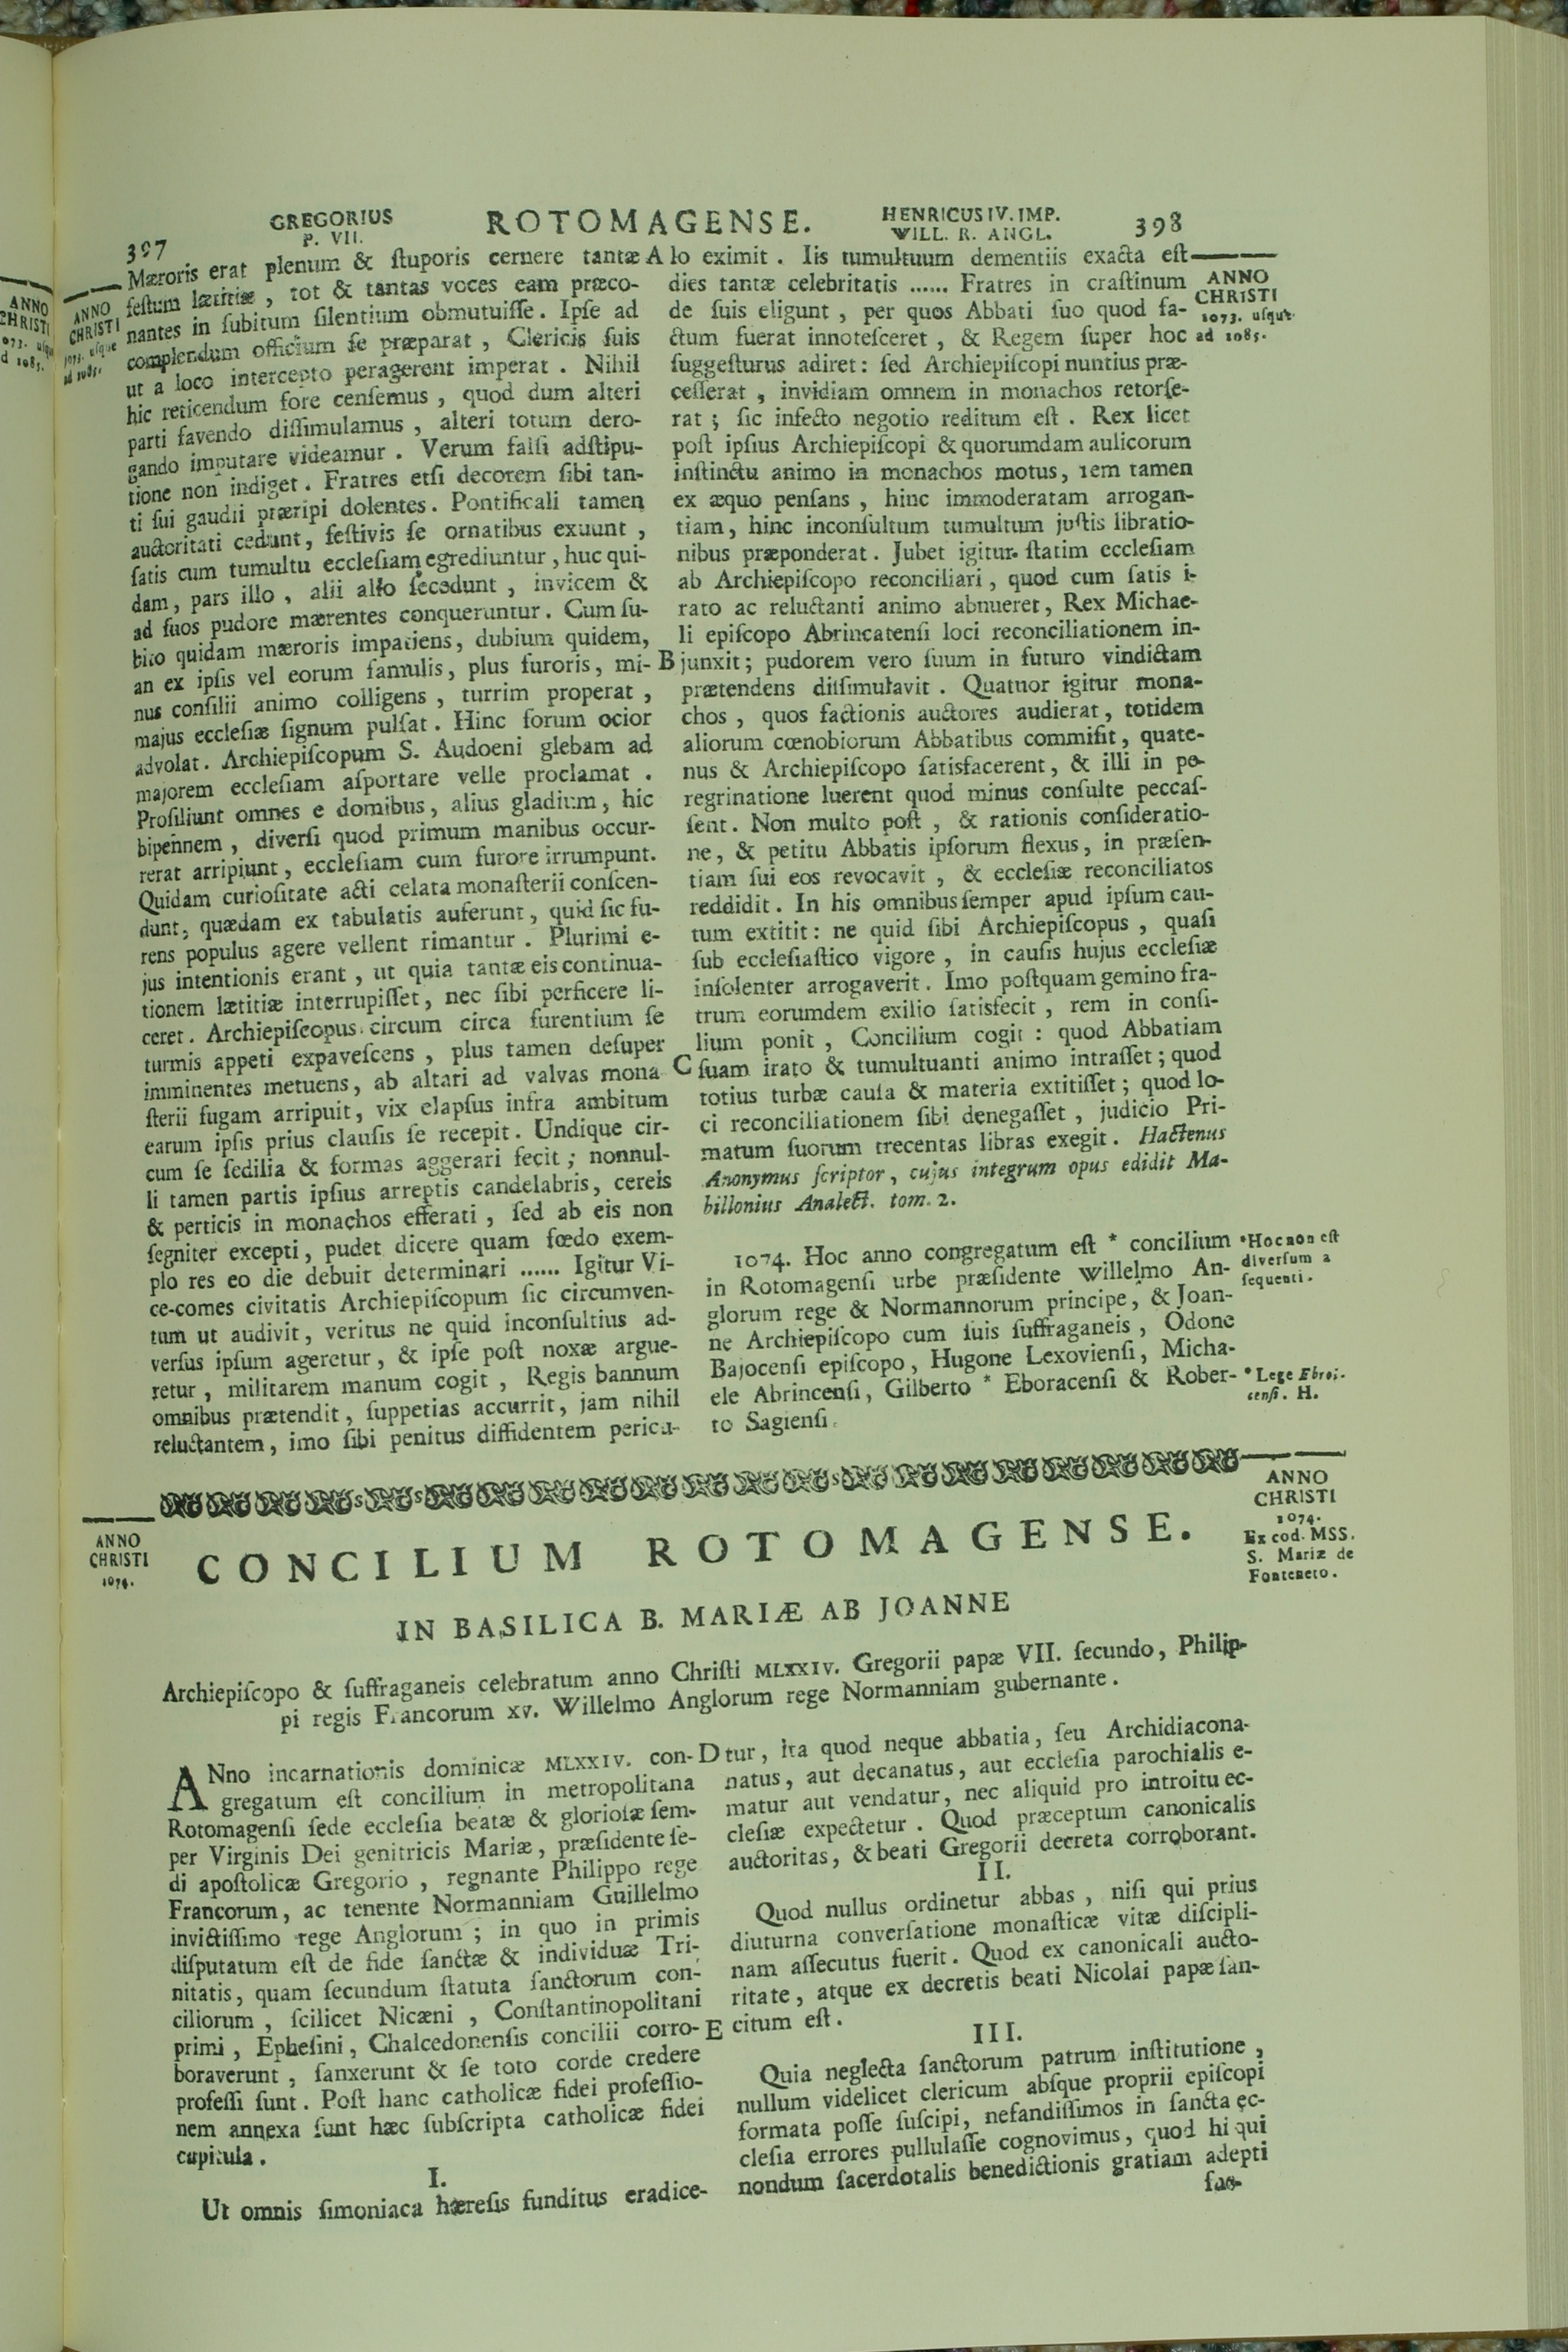 397
GREGORIUS
P. VII.
ROTOMAGENSE.
HENRICUS IV. IMP.
WILL. R. ANGL.
398
ANNO
CHRISTI
1073. uſque
ad 1085.
Mæroris erat plenum & ſtuporis cernere tantæ
feſtum lætitiæ, tot & tantas voces eam præco-
nantes in ſubitum ſilentium obmutuiſſe. Ipſe ad
complendum officium ſe præparat, Clericis ſuis
ut a loco intercepto peragerent imperat. Nihil
hic reticendum fore cenſemus, quod dum alteri
parti favendo diſſimulamus, alteri totum dero-
gando imputare videamur. Verum falſi adſtipu-
tione non indiget. Fratres etſi decorem ſibi tan-
ti ſui gaudii præripi dolentes. Pontificali tamen
auctoritati cedunt, feſtivis ſe ornatibus exuunt,
ſatis cum tumultu eccleſiam egrediuntur, huc qui-
dam, pars illo, alii alio ſecedunt, invicem &
ad ſuos pudore mærentes conqueruntur. Cum ſu-
bito quidam mæroris impatiens, dubium quidem,
an ex ipſis vel eorum famulis, plus furoris, mi-
nus conſilii animo colligens, turrim properat,
majus eccleſiæ ſignum pulſat. Hinc forum ocior
advolat. Archiepiſcopum S. Audoeni glebam ad
majorem eccleſiam aſportare velle proclamat.
Proſiliunt omnes e domibus, alius gladium, hic
bipennem, diverſi quod primum manibus occur-
rerat arripiunt, eccleſiam cum furore irrumpunt.
Quidam curioſitate acti celata monaſterii conſcen-
dunt, quædam ex tabulatis auferunt, quid ſic fu-
rens populus agere vellent rimantur. Plurimi e-
jus intentionis erant, ut quia tantæ eis continua-
tionem lætitiæ interrupiſſet, nec ſibi perficere li-
ceret. Archiepiſcopus circum circa furentium ſe
turmis appeti expaveſcens, plus tamen deſuper
imminentes metuens, ab altari ad valvas mona
ſterii fugam arripuit, vix elapſus infra ambitum
earum ipſis prius clauſis ſe recepit. Undique cir-
cum ſe ſedilia & formas aggerari fecit; nonnul-
li tamen partis ipſius arreptis candelabris, cereis
& perticis in monachos efferati, ſed ab eis non
ſegniter excepti, pudet dicere quam fœdo exem-
plo res eo die debuit determinari ...... Igitur Vi-
ce-comes civitatis Archiepiſcopum ſic circumven-
tum ut audivit, veritus ne quid inconſultius ad-
verſus ipſum ageretur, & ipſe poſt noxæ argue-
retur, militarem manum cogit, Regis bannum
omnibus prætendit, ſuppetias accurrit, jam nihil
reluctantem, imo ſibi penitus diffidentem pericu-
A lo eximit. Iis tumultuum dementiis exacta eſt
dies tantæ celebritatis ...... Fratres in craſtinum
de ſuis eligunt, per quos Abbati ſuo quod fa-
ctum fuerat innoteſceret, & Regem ſuper hoc
ſuggeſturus adiret: ſed Archiepiſcopi nuntius præ-
ceſſerat, invidiam omnem in monachos retorſe-
rat; ſic infecto negotio reditum eſt. Rex licet
poſt ipſius Archiepiſcopi & quorumdam aulicorum
inſtinctu animo in monachos motus, rem tamen
ex æquo penſans, hinc immoderatam arrogan-
tiam, hinc inconſultum tumultum juſtis libratio-
nibus præponderat. Jubet igitur ſtatim eccleſiam
ab Archiepiſcopo reconciliari, quod cum ſatis i-
rato ac reluctanti animo abnueret, Rex Michae-
li epiſcopo Abrincatenſi loci reconciliationem in-
B junxit; pudorem vero ſuum in futuro vindictam
prætendens diſſimulavit. Quatuor igitur mona-
chos, quos factionis auctores audierat, totidem
aliorum cœnobiorum Abbatibus commiſit, quate-
nus & Archiepiſcopo ſatisfacerent, & illi in pe-
regrinatione luerent quod minus conſulte peccaſ-
ſent. Non multo poſt, & rationis conſideratio-
ne, & petitu Abbatis ipſorum flexus, in præſen-
tiam ſui eos revocavit, & eccleſiæ reconciliatos
reddidit. In his omnibus ſemper apud ipſum cau-
tum extitit: ne quid ſibi Archiepiſcopus, quaſi
ſub eccleſiaſtico vigore, in cauſis hujus eccleſiæ
inſolenter arrogaverit. Imo poſtquam gemino fra-
trum eorumdem exilio ſatisfecit, rem in conſi-
lium ponit, Concilium cogit: quod Abbatiam
C ſuam irato & tumultuanti animo intraſſet; quod
totius turbæ cauſa & materia extitiſſet; quod lo-
ci reconciliationem ſibi denegaſſet, judicio Pri-
matum ſuorum trecentas libras exegit. Hactenus
Anonymus ſcriptor, cujus integrum opus edidit Ma-
billonius Analect. tom. 2.
1074. Hoc anno congregatum eſt * concilium
in Rotomagenſi urbe præſidente Willelmo An-
glorum rege & Normannorum principe, & Joan-
ne Archiepiſcopo cum ſuis ſuffraganeis, Odone
Bajocenſi epiſcopo, Hugone Lexovienſi, Micha-
ele Abrincenſi, Gilberto * Eboracenſi & Rober-
to Sagienſi.
ANNO
CHRISTI
1073. uſque
ad 1085.
*Hoc non eſt
diverſum a
ſequenti.
*Lege Ebroi-
cenſi. H.
ANNO
CHRISTI
1074.
CONCILIUM ROTOMAGENSE.
ANNO
CHRISTI
1074.
Ex cod. MSS.
S. Mariæ de
Fonteneto.
IN BASILICA B. MARIÆ AB JOANNE
Archiepiſcopo & ſuffraganeis celebratum anno Chriſti MLXXIV. Gregorii papæ VII. ſecundo, Philip-
pi regis Francorum XV. Willelmo Anglorum rege Normanniam gubernante.
ANno incarnationis dominicæ MLXXIV. con-
gregatum eſt concilium in metropolitana
Rotomagenſi ſede eccleſia beatæ & glorioſæ ſem-
per Virginis Dei genitricis Mariæ, præſidente ſe-
di apoſtolicæ Gregorio, regnante Philippo rege
Francorum, ac tenente Normanniam Guillelmo
invictiſſimo rege Anglorum; in quo in primis
diſputatum eſt de fide ſanctæ & individuæ Tri-
nitatis, quam ſecundum ſtatuta ſanctorum con-
ciliorum, ſcilicet Nicæni, Conſtantinopolitani
primi, Epheſini, Chalcedonenſis concilii corro-
boraverunt, ſanxerunt & ſe toto corde credere
profeſſi ſunt. Poſt hanc catholicæ fidei profeſſio-
nem annexa ſunt hæc ſubſcripta catholicæ fidei
capitula.
I.
Ut omnis ſimoniaca hæreſis funditus eradice-
D tur, ita quod neque abbatia, ſeu Archidiacona-
natus, aut decanatus, aut eccleſia parochialis e-
matur aut vendatur, nec aliquid pro introitu ec-
cleſiæ expectetur. Quod præceptum canonicalis
auctoritas, & beati Gregorii decreta corroborant.
II.
Quod nullus ordinetur abbas, niſi qui prius
diuturna converſatione monaſticæ vitæ diſcipli-
nam aſſecutus fuerit. Quod ex canonicali aucto-
ritate, atque ex decretis beati Nicolai papæ ſan-
E citum eſt.
III.
Quia neglecta ſanctorum patrum inſtitutione,
nullum videlicet clericum abſque proprii epiſcopi
formata poſſe ſuſcipi, nefandiſſimos in ſancta ec-
cleſia errores pullulaſſe cognovimus, quod hi qui
nondum ſacerdotalis benedictionis gratiam adepti
ſue-